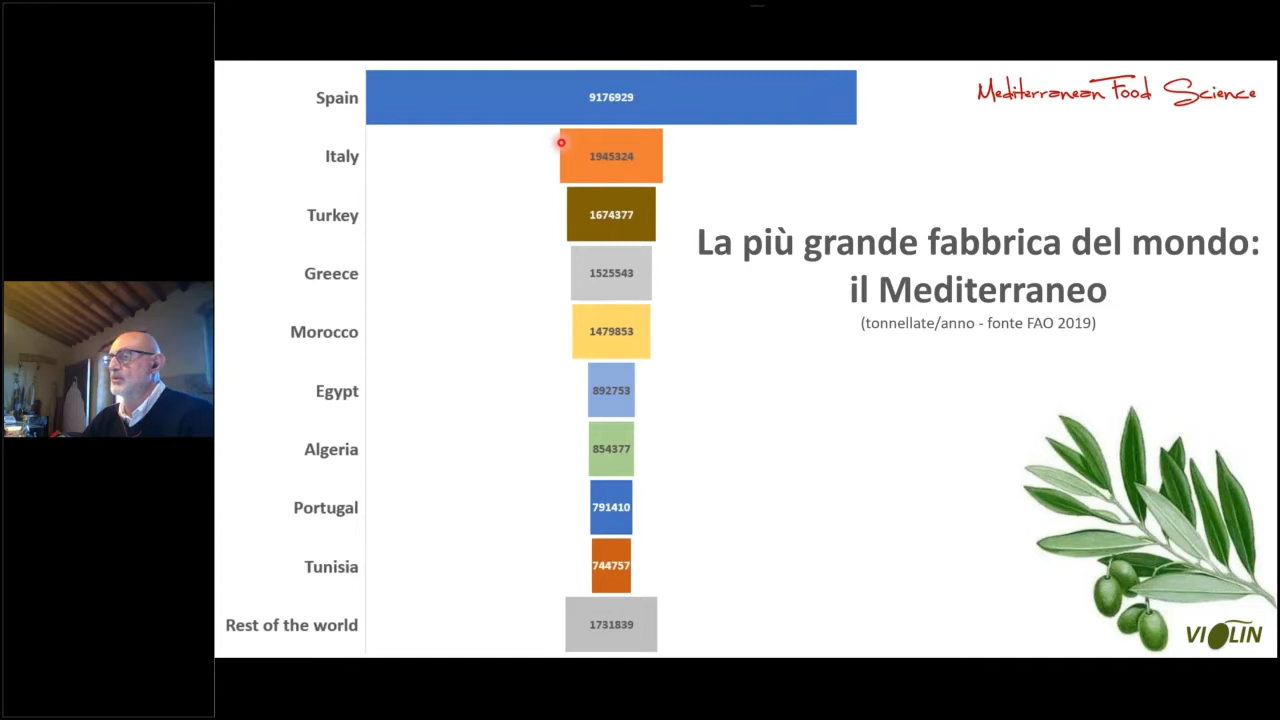 Spain
9176929
Mediterranean Food Science
Italy
1945324
Turkey
1674377
La più grande fabbrica del mondo:
il Mediterraneo
(tonnellate/anno - fonte FAO 2019)
Greece
1525543
Morocco
1479853
Egypt
892753
Algeria
854377
Portugal
791410
Tunisia
744757
Rest of the world
1731839
VIOLIN